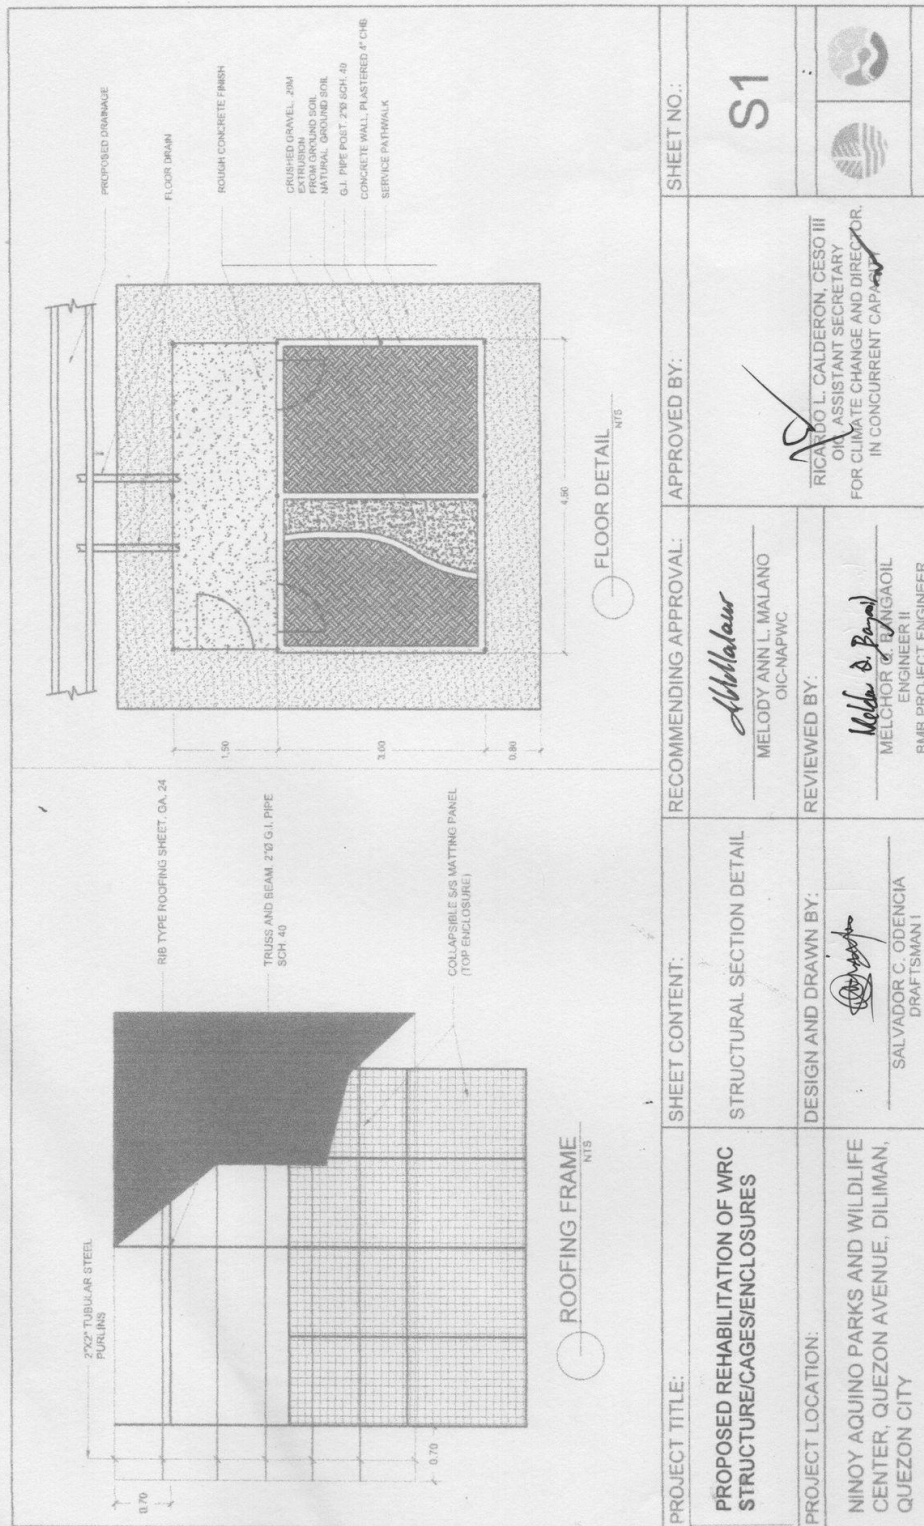 2"X2" TUBULAR STEEL
PURLINS
0.70
0.70
RIB TYPE ROOFING SHEET, GA. 24
TRUSS AND BEAM 2"Ø G.I. PIPE
SCH. 40
COLLAPSIBLE S/S MATTING PANEL
(TOP ENCLOSURE)
ROOFING FRAME
NTS
PROPOSED DRAINAGE
FLOOR DRAIN
ROUGH CONCRETE FINISH
CRUSHED GRAVEL, .20M
EXTRUSION
FROM GROUND SOIL
NATURAL GROUND SOIL
G.I. PIPE POST, 2"Ø SCH. 40
CONCRETE WALL, PLASTERED 4" CHB
SERVICE PATHWALK
1.50
3.00
0.80
4.90
FLOOR DETAIL
NTS
PROJECT TITLE:
PROPOSED REHABILITATION OF WRC
STRUCTURE/CAGES/ENCLOSURES
PROJECT LOCATION:
NINOY AQUINO PARKS AND WILDLIFE
CENTER, QUEZON AVENUE, DILIMAN,
QUEZON CITY
SHEET CONTENT:
STRUCTURAL SECTION DETAIL
DESIGN AND DRAWN BY:
SALVADOR C. ODENCIA
DRAFTSMAN I
RECOMMENDING APPROVAL:
MELODY ANN L. MALANO
OIC-NAPWC
REVIEWED BY:
MELCHOR Q. BANGAOIL
ENGINEER II
BMB PROJECT ENGINEER
APPROVED BY:
RICARDO L. CALDERON, CESO III
OIC, ASSISTANT SECRETARY
FOR CLIMATE CHANGE AND DIRECTOR.
IN CONCURRENT CAPACITY
SHEET NO.:
S1